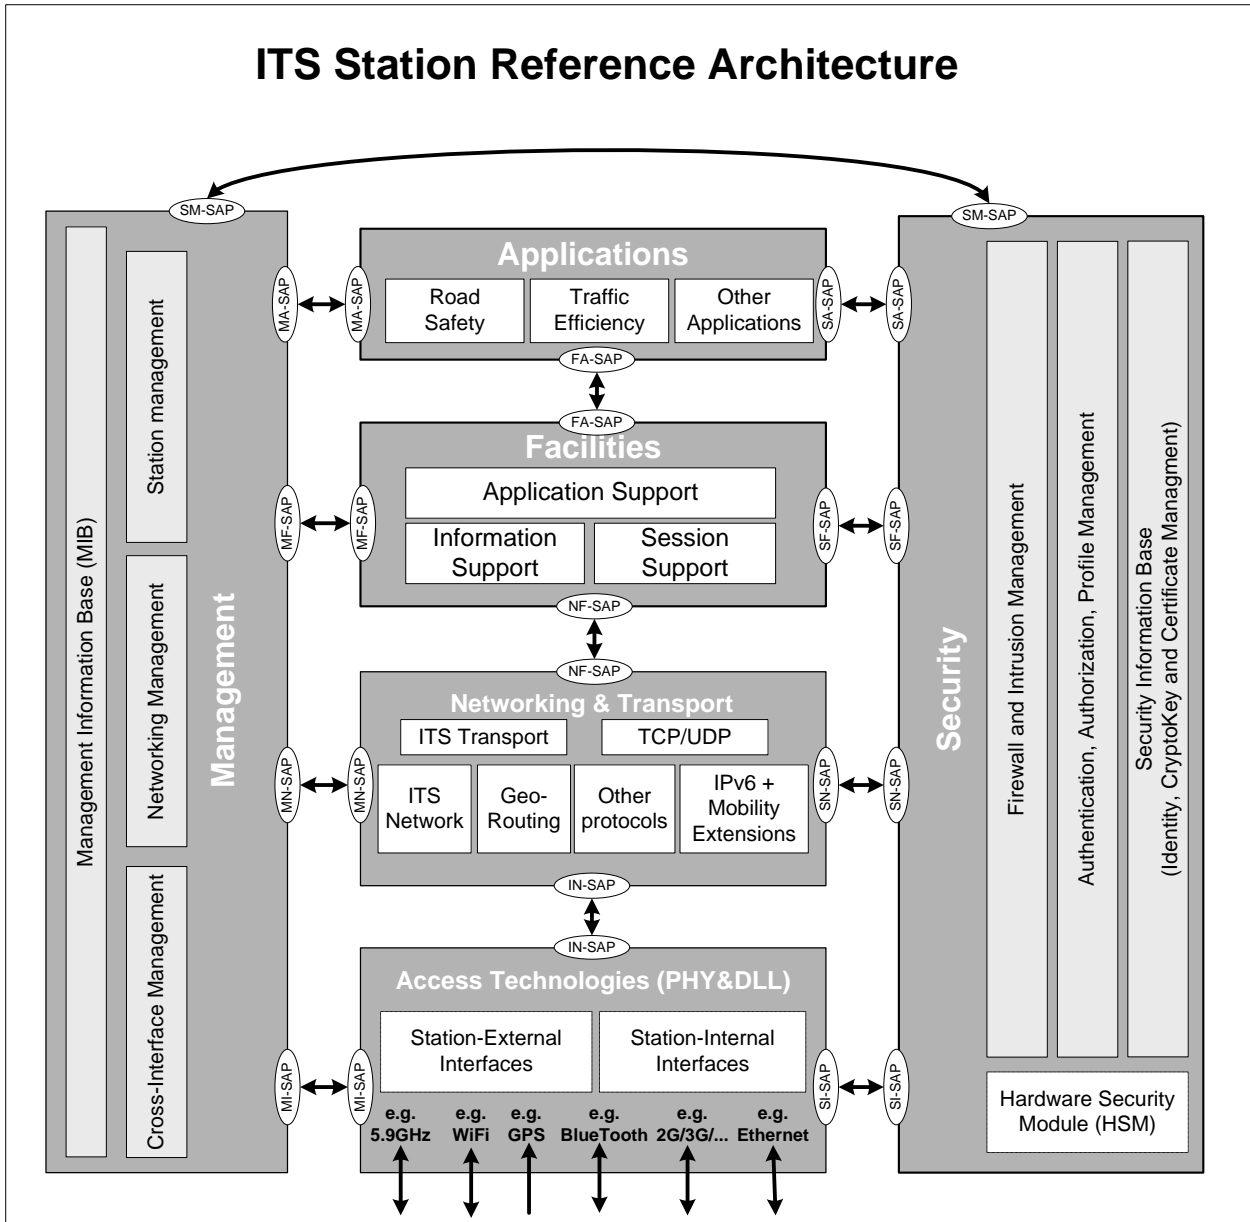 ITS Station Reference Architecture
SM-SAP
SM-SAP
Management Information Base (MIB)
Station management
Networking Management
Cross-Interface Management
Management
MA-SAP
MA-SAP
MF-SAP
MF-SAP
MN-SAP
MN-SAP
MI-SAP
MI-SAP
Applications
Road
Safety
Traffic
Efficiency
Other
Applications
FA-SAP
FA-SAP
Facilities
Application Support
Information
Support
Session
Support
NF-SAP
NF-SAP
Networking & Transport
ITS Transport
TCP/UDP
ITS
Network
Geo-
Routing
Other
protocols
IPv6 +
Mobility
Extensions
IN-SAP
IN-SAP
Access Technologies (PHY&DLL)
Station-External
Interfaces
Station-Internal
Interfaces
e.g.
5.9GHz
e.g.
WiFi
e.g.
GPS
e.g.
BlueTooth
e.g.
2G/3G/...
e.g.
Ethernet
SA-SAP
SA-SAP
SF-SAP
SF-SAP
SN-SAP
SN-SAP
SI-SAP
SI-SAP
Security
Firewall and Intrusion Management
Authentication, Authorization, Profile Management
Security Information Base
(Identity, CryptoKey and Certificate Managment)
Hardware Security
Module (HSM)